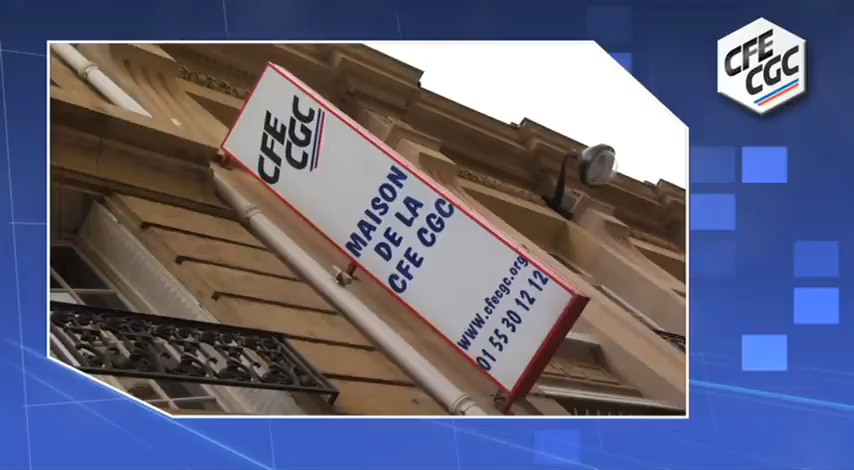 CFE
CGC
MAISON
DE LA
CFE CGC
www.cfecgc.org
01 55 30 12 12
CFE
CGC